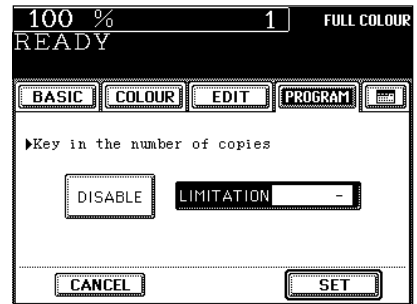 100 % 1 FULL COLOUR
READY
BASIC COLOUR EDIT PROGRAM
▶Key in the number of copies
DISABLE LIMITATION -
CANCEL SET